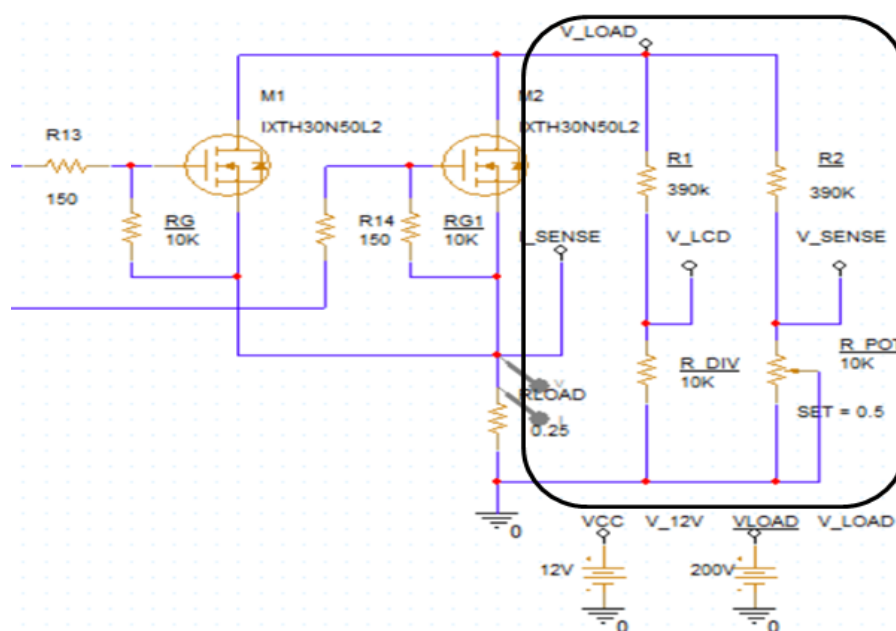 V_LOAD
M1
M2
IXTH30N50L2
IXTH30N50L2
R13
150
R1
390k
R2
390K
RG
10K
R14
150
RG1
10K
I_SENSE
V_LCD
V_SENSE
R_DIV
10K
R_POT
10K
SET = 0.5
V
RLOAD
I
0.25
0
VCC
V_12V
VLOAD
V_LOAD
12V
200V
0
0